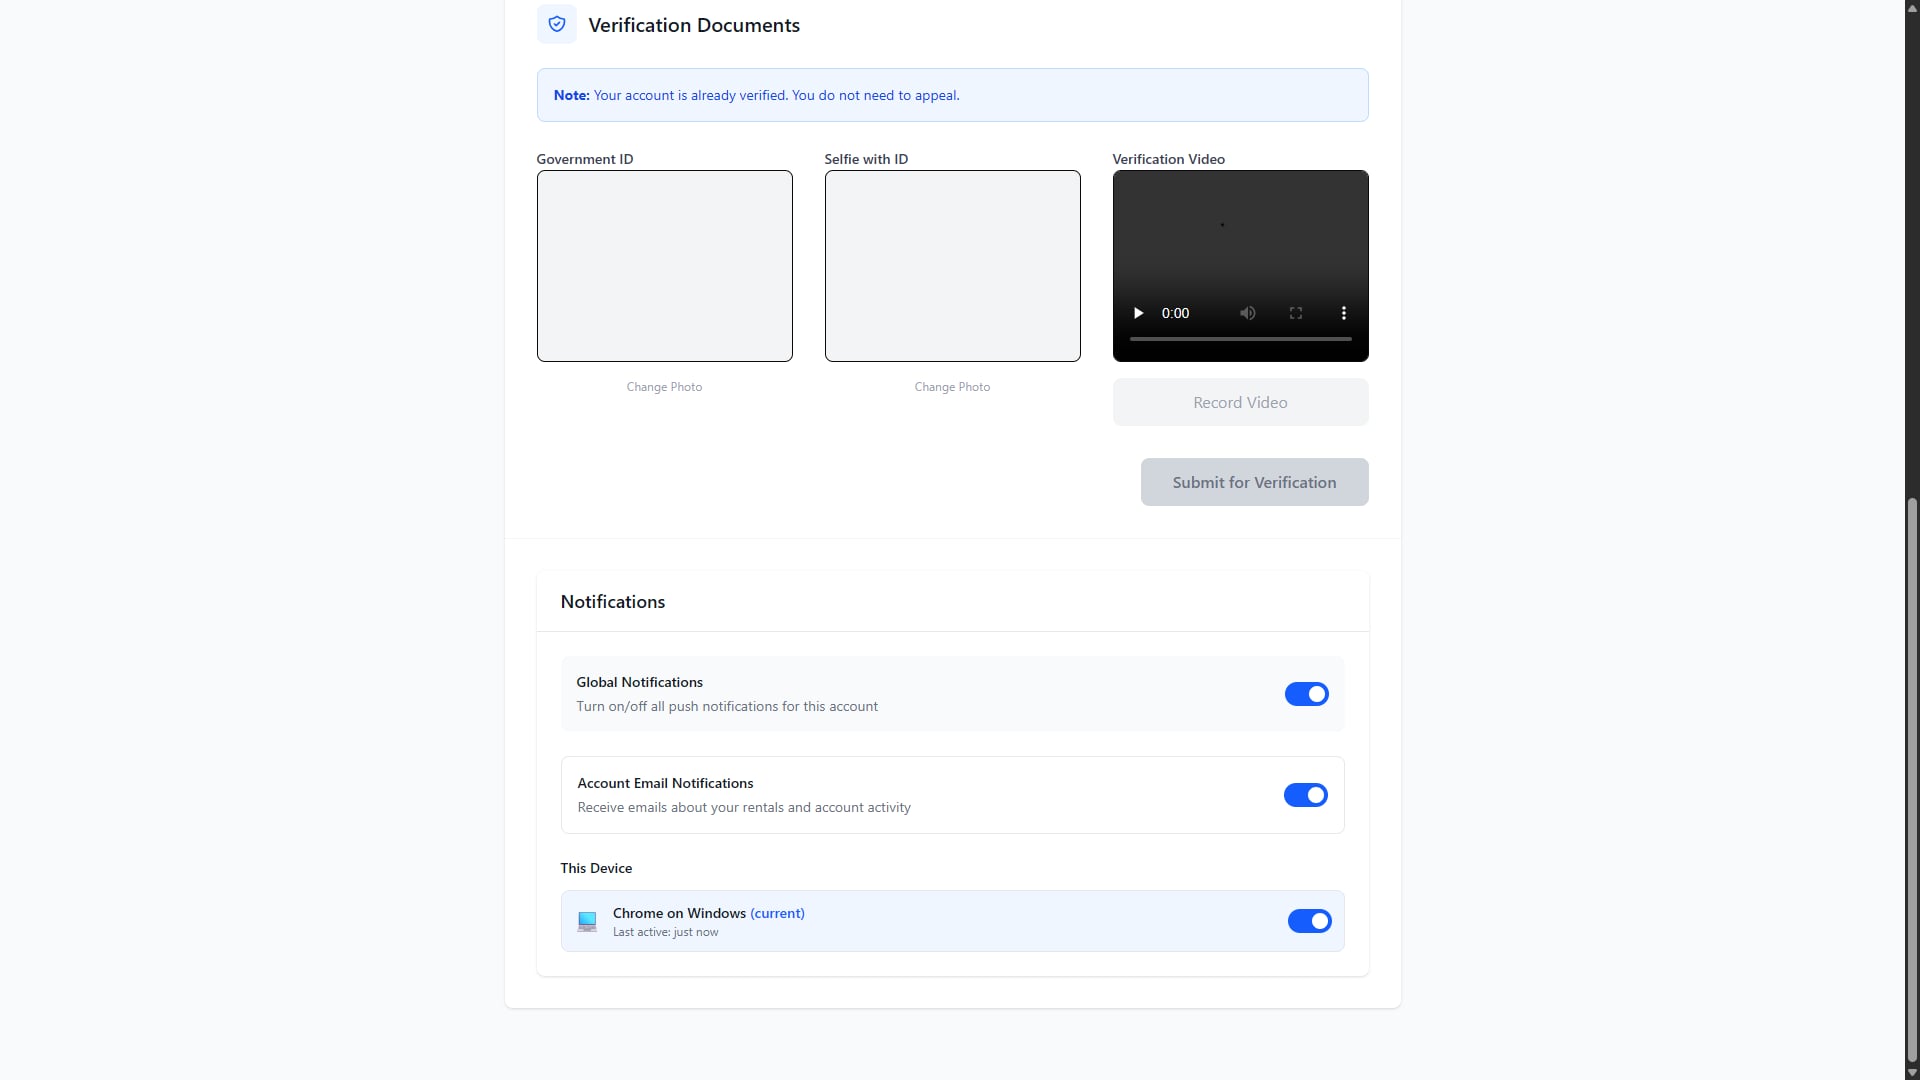 Verification Documents
Note: Your account is already verified. You do not need to appeal.
Government ID
Selfie with ID
Verification Video
0:00
Change Photo
Change Photo
Record Video
Submit for Verification
Notifications
Global Notifications
Turn on/off all push notifications for this account
Account Email Notifications
Receive emails about your rentals and account activity
This Device
Chrome on Windows (current)
Last active: just now